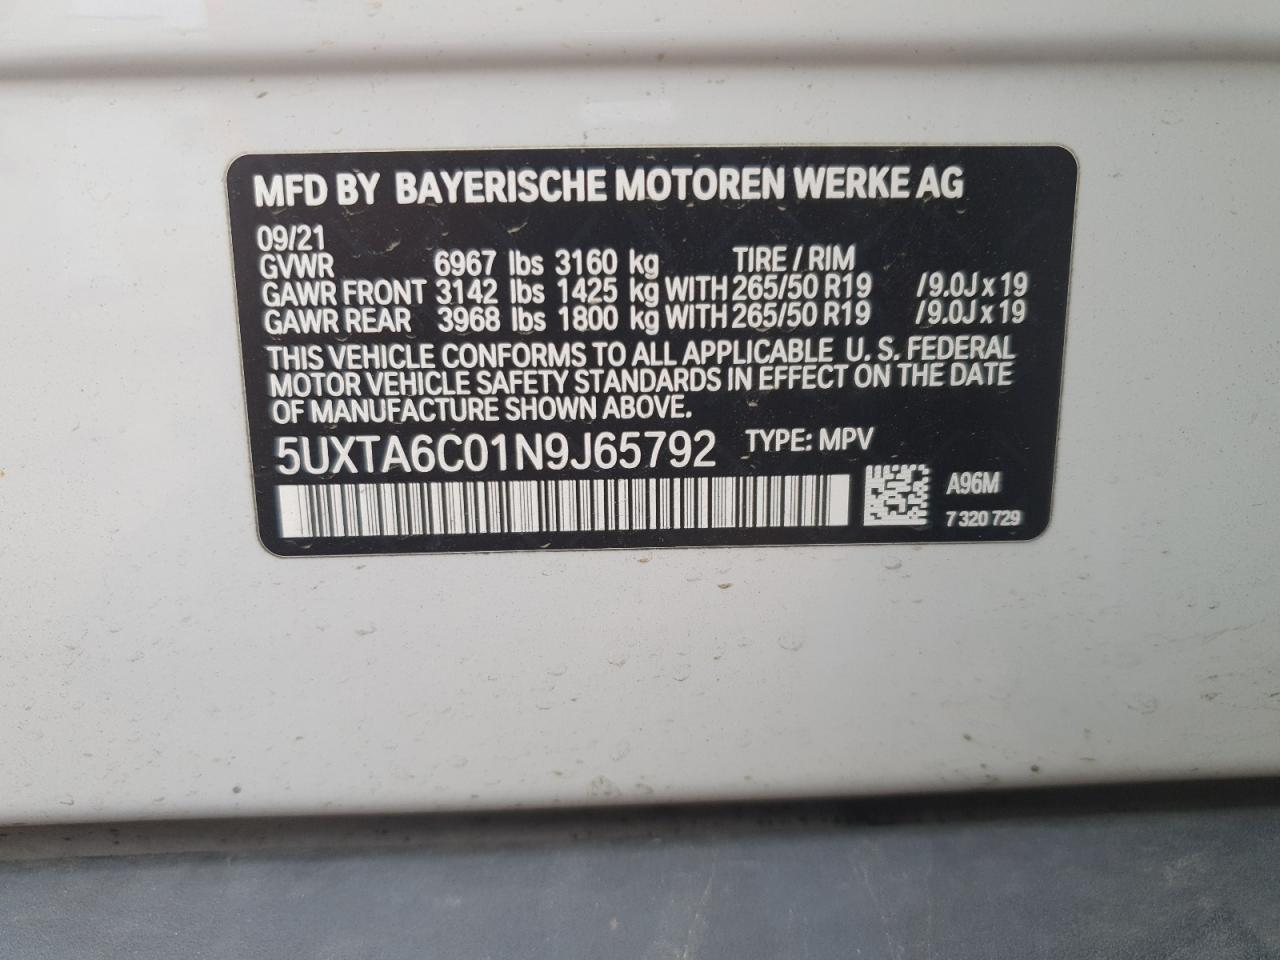 MFD BY BAYERISCHE MOTOREN WERKE AG
09/21
GVWR 6967 lbs 3160 kg TIRE / RIM
GAWR FRONT 3142 lbs 1425 kg WITH 265/50 R19 /9.0J x 19
GAWR REAR 3968 lbs 1800 kg WITH 265/50 R19 /9.0J x 19
THIS VEHICLE CONFORMS TO ALL APPLICABLE U. S. FEDERAL
MOTOR VEHICLE SAFETY STANDARDS IN EFFECT ON THE DATE
OF MANUFACTURE SHOWN ABOVE.
5UXTA6C01N9J65792 TYPE: MPV
A96M
7 320 729